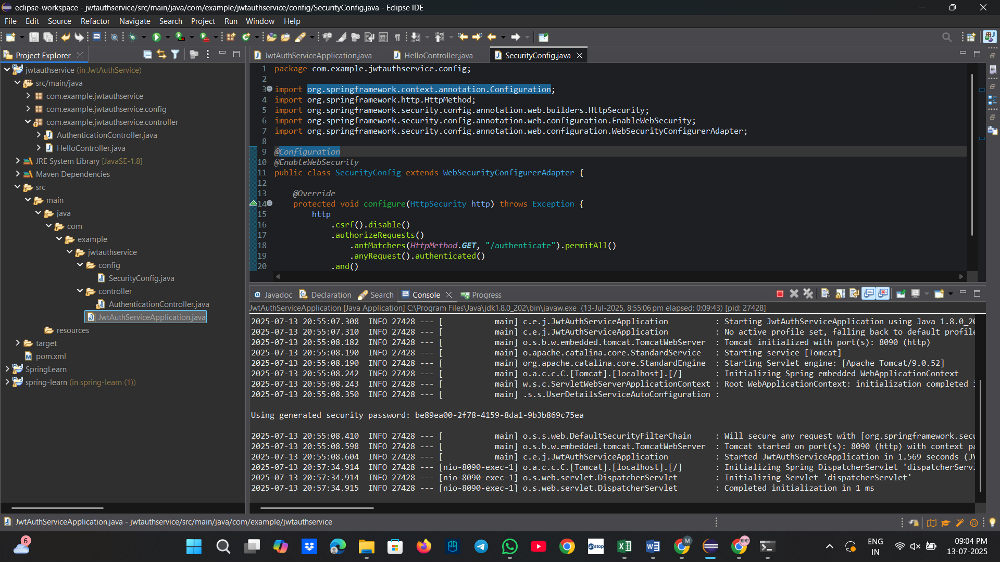 eclipse-workspace - jwtauthservice/src/main/java/com/example/jwtauthservice/config/SecurityConfig.java - Eclipse IDE
File Edit Source Refactor Navigate Search Project Run Window Help
Project Explorer
jwtauthservice (in JwtAuthService)
src/main/java
com.example.jwtauthservice
com.example.jwtauthservice.config
com.example.jwtauthservice.controller
AuthenticationController.java
HelloController.java
JRE System Library [JavaSE-1.8]
Maven Dependencies
src
main
java
com
example
jwtauthservice
config
SecurityConfig.java
controller
AuthenticationController.java
JwtAuthServiceApplication.java
resources
target
pom.xml
SpringLearn
spring-learn (in spring-learn (1))
JwtAuthServiceApplication.java HelloController.java SecurityConfig.java
1 package com.example.jwtauthservice.config;
2
3 import org.springframework.context.annotation.Configuration;
4 import org.springframework.http.HttpMethod;
5 import org.springframework.security.config.annotation.web.builders.HttpSecurity;
6 import org.springframework.security.config.annotation.web.configuration.EnableWebSecurity;
7 import org.springframework.security.config.annotation.web.configuration.WebSecurityConfigurerAdapter;
8
9 @Configuration
10 @EnableWebSecurity
11 public class SecurityConfig extends WebSecurityConfigurerAdapter {
12
13 @Override
14 protected void configure(HttpSecurity http) throws Exception {
15 http
16 .csrf().disable()
17 .authorizeRequests()
18 .antMatchers(HttpMethod.GET, "/authenticate").permitAll()
19 .anyRequest().authenticated()
20 .and()
@ Javadoc Declaration Search Console Progress
JwtAuthServiceApplication [Java Application] C:\Program Files\Java\jdk1.8.0_202\bin\javaw.exe (13-Jul-2025, 8:55:06 pm elapsed: 0:09:43) [pid: 27428]
2025-07-13 20:55:07.308 INFO 27428 --- [ main] c.e.j.JwtAuthServiceApplication : Starting JwtAuthServiceApplication using Java 1.8.0_20
2025-07-13 20:55:07.310 INFO 27428 --- [ main] c.e.j.JwtAuthServiceApplication : No active profile set, falling back to default profile
2025-07-13 20:55:08.182 INFO 27428 --- [ main] o.s.b.w.embedded.tomcat.TomcatWebServer : Tomcat initialized with port(s): 8090 (http)
2025-07-13 20:55:08.190 INFO 27428 --- [ main] o.apache.catalina.core.StandardService : Starting service [Tomcat]
2025-07-13 20:55:08.190 INFO 27428 --- [ main] org.apache.catalina.core.StandardEngine : Starting Servlet engine: [Apache Tomcat/9.0.52]
2025-07-13 20:55:08.242 INFO 27428 --- [ main] o.a.c.c.C.[Tomcat].[localhost].[/] : Initializing Spring embedded WebApplicationContext
2025-07-13 20:55:08.243 INFO 27428 --- [ main] w.s.c.ServletWebServerApplicationContext : Root WebApplicationContext: initialization completed i
2025-07-13 20:55:08.350 INFO 27428 --- [ main] .s.s.UserDetailsServiceAutoConfiguration :
Using generated security password: be89ea00-2f78-4159-8da1-9b3b869c75ea
2025-07-13 20:55:08.410 INFO 27428 --- [ main] o.s.s.web.DefaultSecurityFilterChain : Will secure any request with [org.springframework.secu
2025-07-13 20:55:08.598 INFO 27428 --- [ main] o.s.b.w.embedded.tomcat.TomcatWebServer : Tomcat started on port(s): 8090 (http) with context pa
2025-07-13 20:55:08.604 INFO 27428 --- [ main] c.e.j.JwtAuthServiceApplication : Started JwtAuthServiceApplication in 1.569 seconds (JV
2025-07-13 20:57:34.914 INFO 27428 --- [nio-8090-exec-1] o.a.c.c.C.[Tomcat].[localhost].[/] : Initializing Spring DispatcherServlet 'dispatcherServl
2025-07-13 20:57:34.914 INFO 27428 --- [nio-8090-exec-1] o.s.web.servlet.DispatcherServlet : Initializing Servlet 'dispatcherServlet'
2025-07-13 20:57:34.915 INFO 27428 --- [nio-8090-exec-1] o.s.web.servlet.DispatcherServlet : Completed initialization in 1 ms
JwtAuthServiceApplication.java - jwtauthservice/src/main/java/com/example/jwtauthservice
6
unstop
M
ENG
IN
09:04 PM
13-07-2025